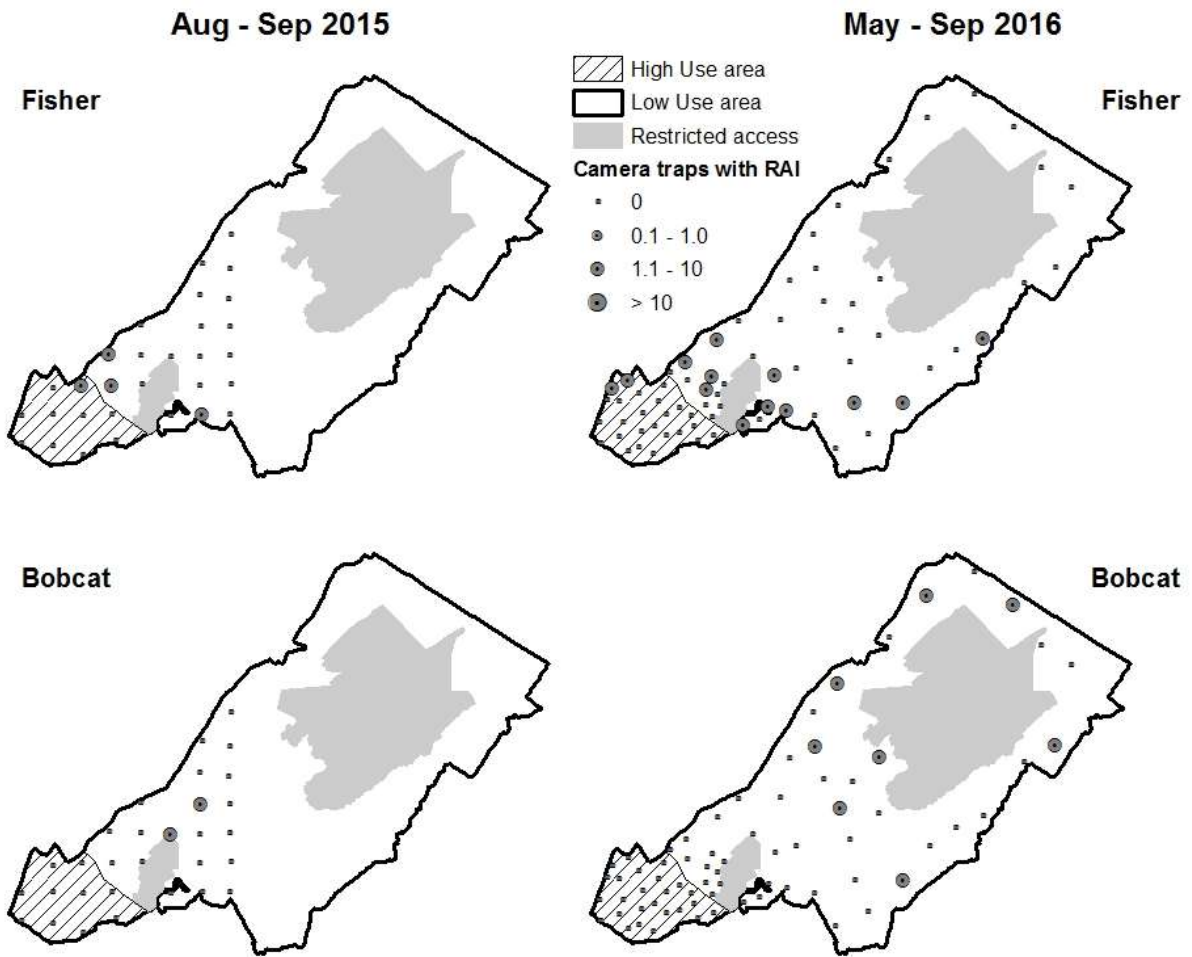 Aug - Sep 2015
May - Sep 2016
Fisher
High Use area
Low Use area
Restricted access
Camera traps with RAI
0
0.1 - 1.0
1.1 - 10
> 10
Fisher
Bobcat
Bobcat